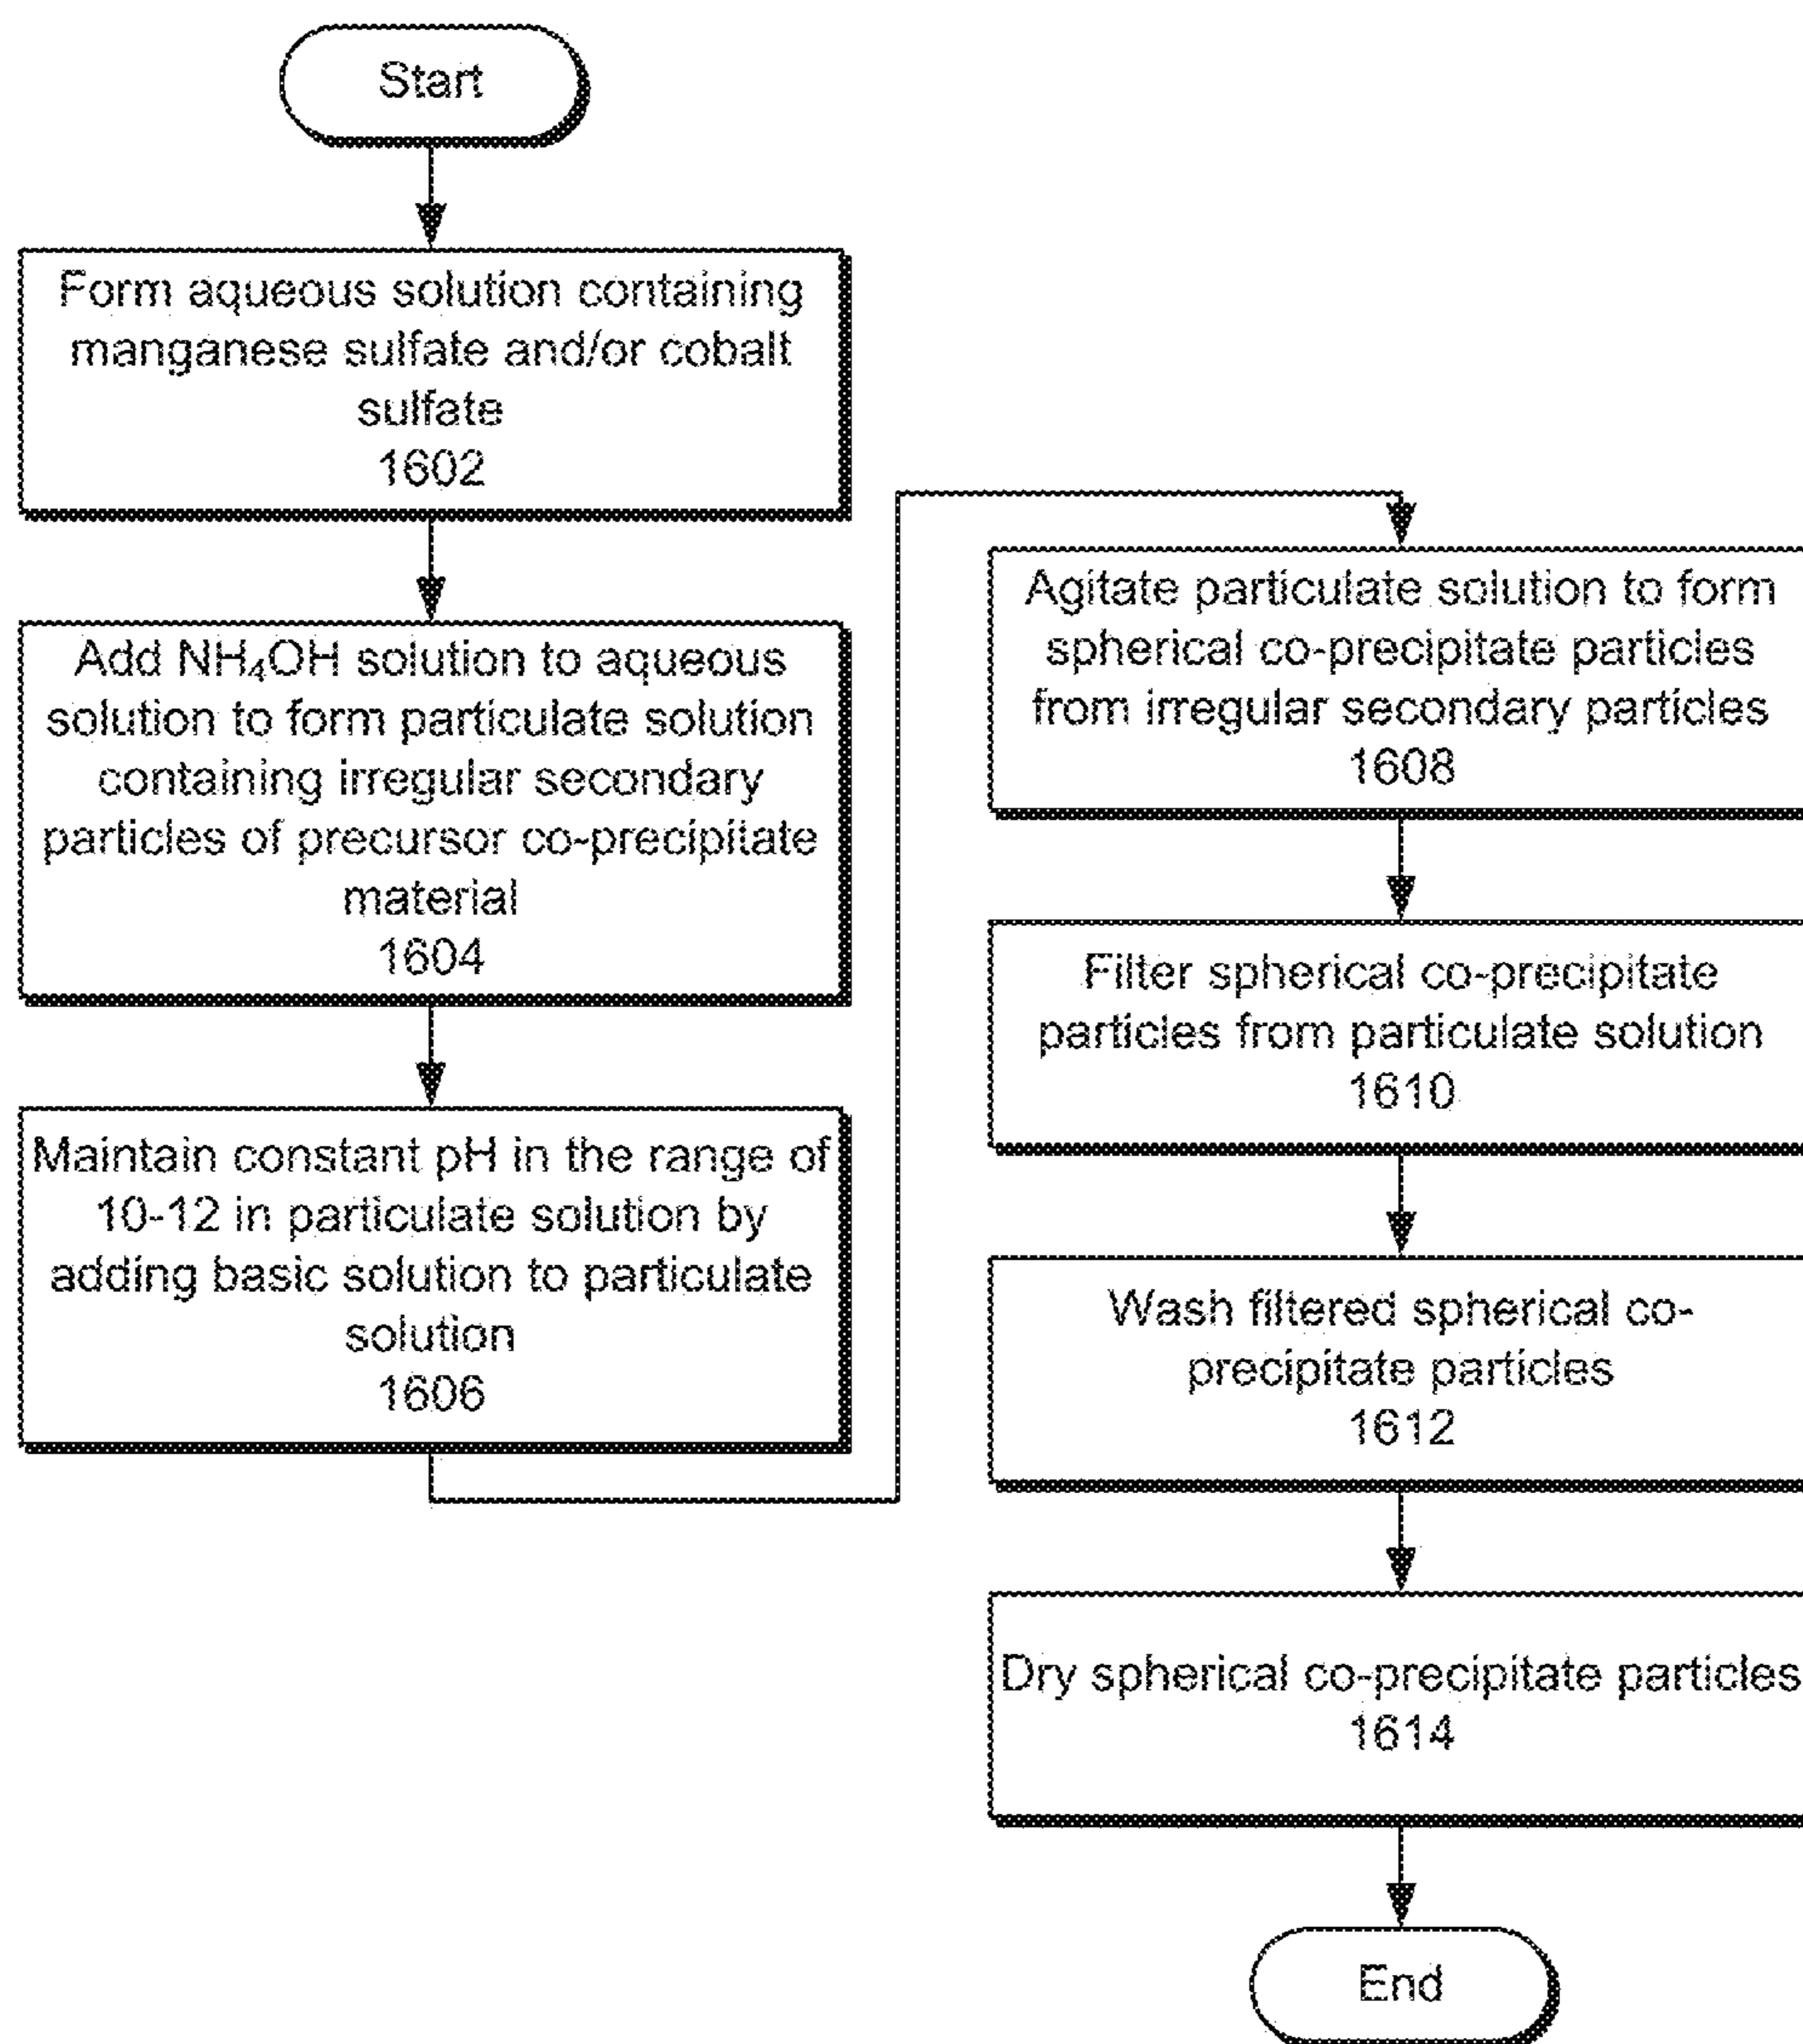 Start
Form aqueous solution containing
manganese sulfate and/or cobalt
sulfate
1602
Add NH₄OH solution to aqueous
solution to form particulate solution
containing irregular secondary
particles of precursor co-precipitate
material
1604
Maintain constant pH in the range of
10-12 in particulate solution by
adding basic solution to particulate
solution
1606
Agitate particulate solution to form
spherical co-precipitate particles
from irregular secondary particles
1608
Filter spherical co-precipitate
particles from particulate solution
1610
Wash filtered spherical co-
precipitate particles
1612
Dry spherical co-precipitate particles
1614
End